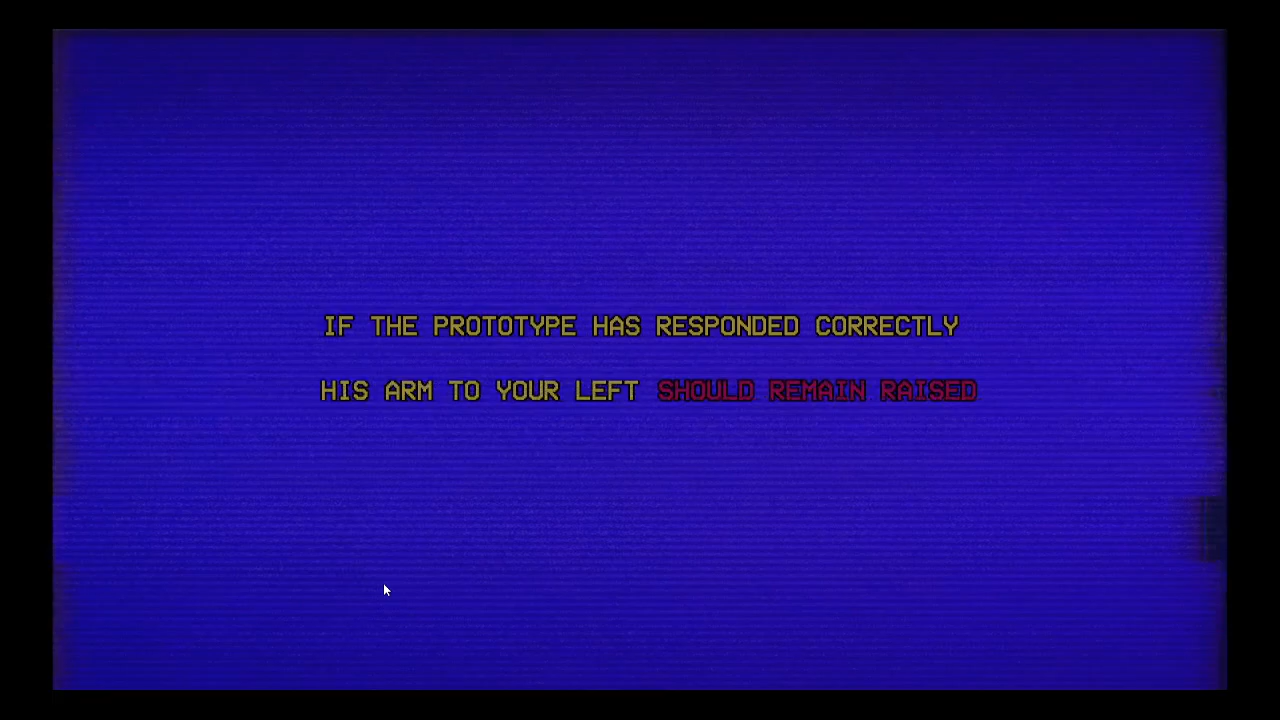 IF THE PROTOTYPE HAS RESPONDED CORRECTLY
HIS ARM TO YOUR LEFT SHOULD REMAIN RAISED